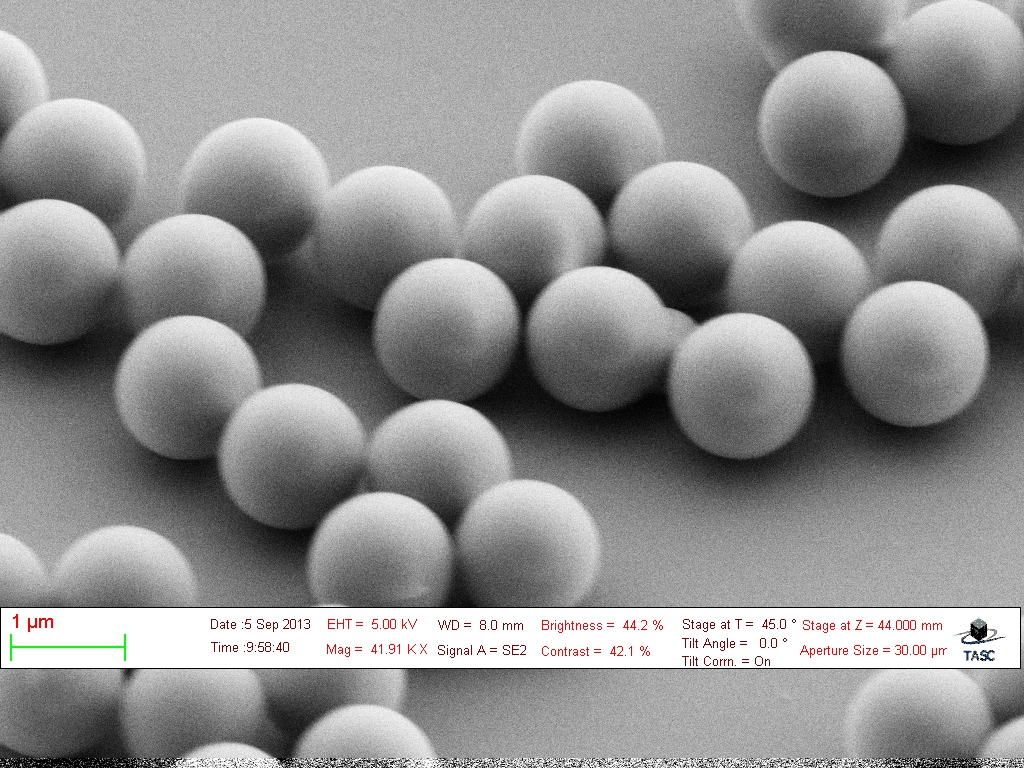 1 µm
Date :5 Sep 2013
Time :9:58:40
EHT = 5.00 kV
Mag = 41.91 K X
WD = 8.0 mm
Signal A = SE2
Brightness = 44.2 %
Contrast = 42.1 %
Stage at T = 45.0 °
Tilt Angle = 0.0 °
Tilt Corrn. = On
Stage at Z = 44.000 mm
Aperture Size = 30.00 µm
TASC